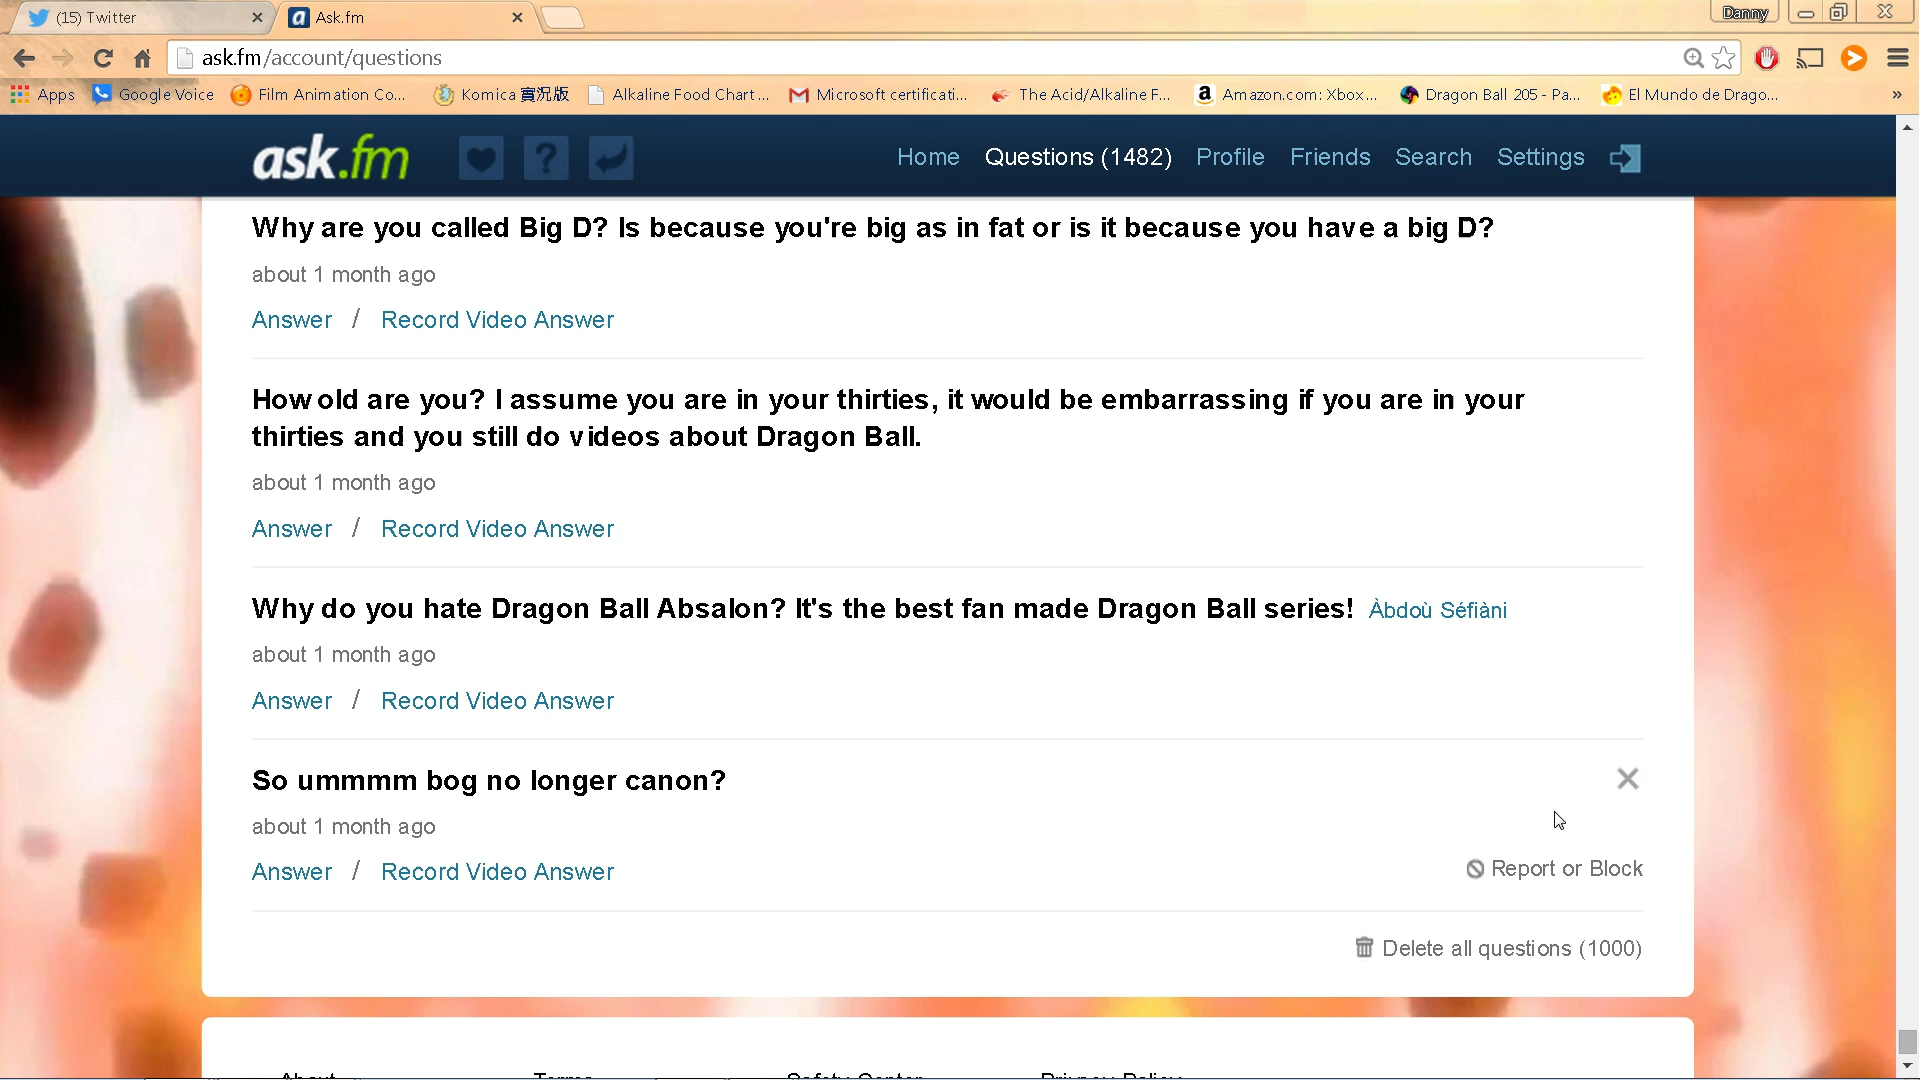 (15) Twitter
Ask.fm
Danny
ask.fm/account/questions
Apps
Google Voice
Film Animation Co...
Komica 實況版
Alkaline Food Chart ...
Microsoft certificati...
The Acid/Alkaline F...
Amazon.com: Xbox...
Dragon Ball 205 - Pa...
El Mundo de Drago...
»
ask.fm
Home
Questions (1482)
Profile
Friends
Search
Settings
Why are you called Big D? Is because you're big as in fat or is it because you have a big D?
about 1 month ago
Answer / Record Video Answer
How old are you? I assume you are in your thirties, it would be embarrassing if you are in your
thirties and you still do videos about Dragon Ball.
about 1 month ago
Answer / Record Video Answer
Why do you hate Dragon Ball Absalon? It's the best fan made Dragon Ball series! Àbdoù Séfiàni
about 1 month ago
Answer / Record Video Answer
So ummmm bog no longer canon?
about 1 month ago
Answer / Record Video Answer
Report or Block
Delete all questions (1000)
About
Terms
Safety Center
Privacy Policy